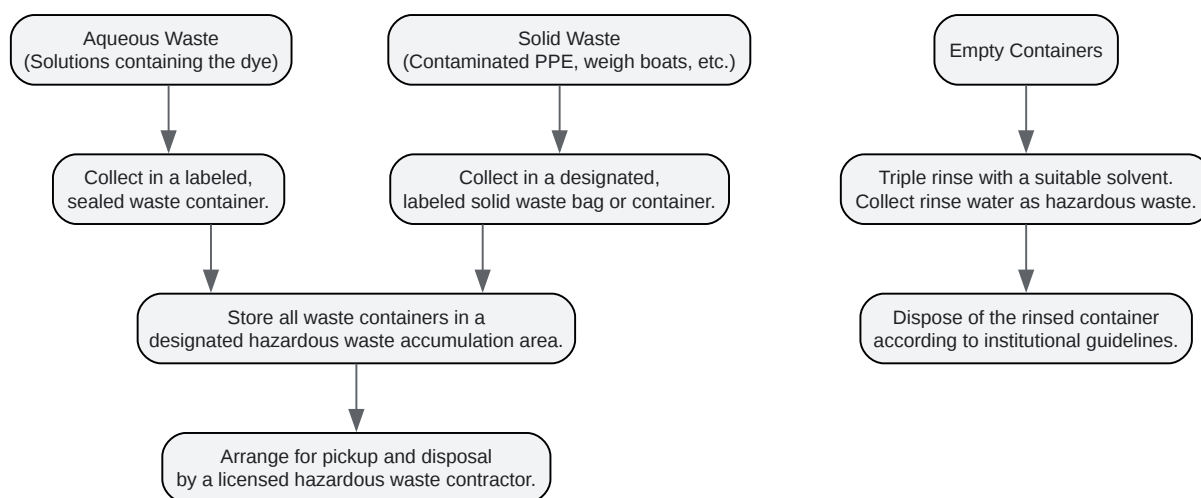 Aqueous Waste
(Solutions containing the dye)
Solid Waste
(Contaminated PPE, weigh boats, etc.)
Empty Containers
Collect in a labeled,
sealed waste container.
Collect in a designated,
labeled solid waste bag or container.
Triple rinse with a suitable solvent.
Collect rinse water as hazardous waste.
Store all waste containers in a
designated hazardous waste accumulation area.
Dispose of the rinsed container
according to institutional guidelines.
Arrange for pickup and disposal
by a licensed hazardous waste contractor.